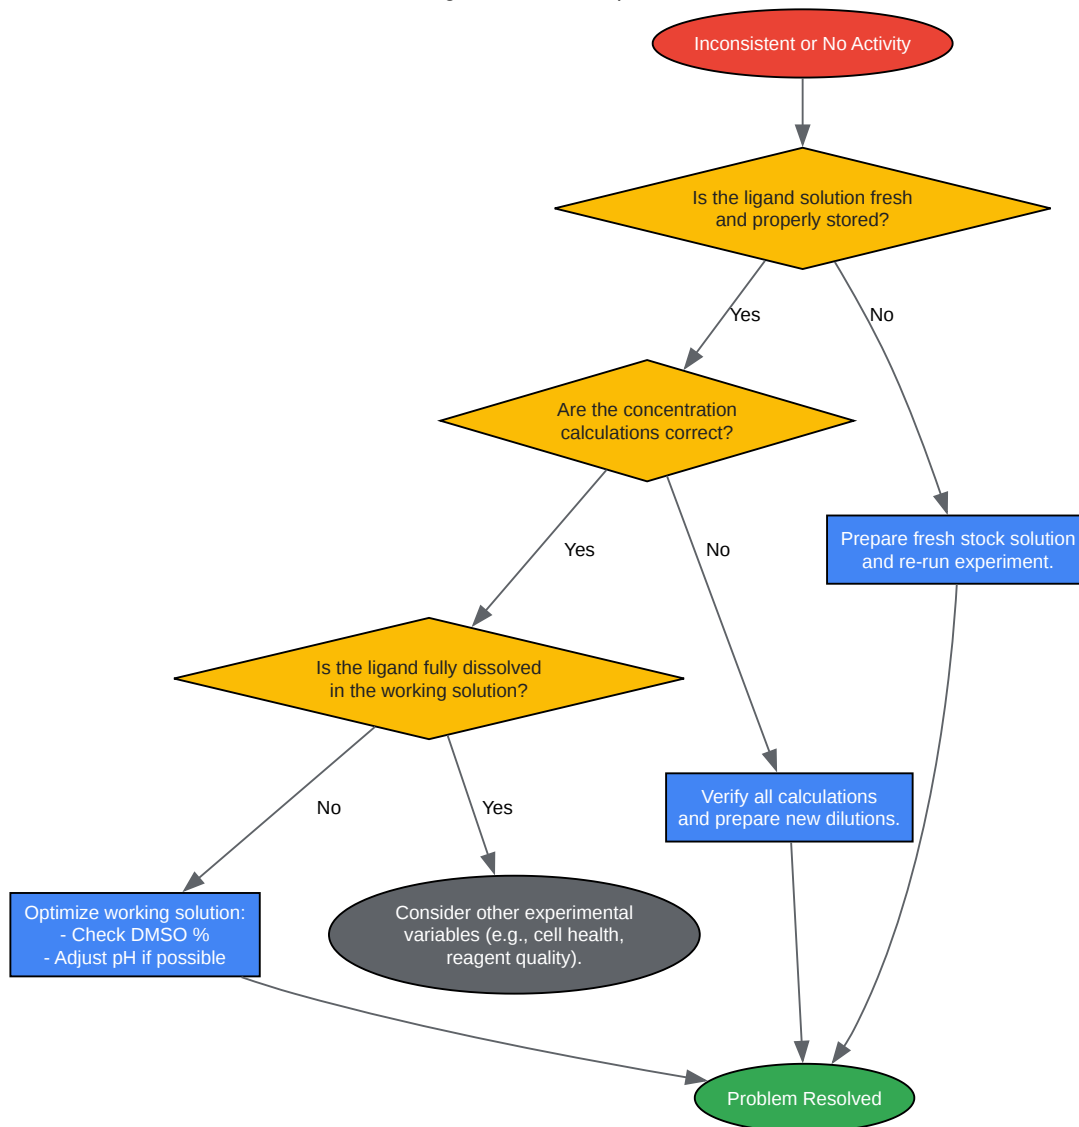 Inconsistent or No Activity
Is the ligand solution fresh
and properly stored?
Yes
No
Are the concentration
calculations correct?
Prepare fresh stock solution
and re-run experiment.
Yes
No
Is the ligand fully dissolved
in the working solution?
Verify all calculations
and prepare new dilutions.
No
Yes
Optimize working solution:
- Check DMSO %
- Adjust pH if possible
Consider other experimental
variables (e.g., cell health,
reagent quality).
Problem Resolved